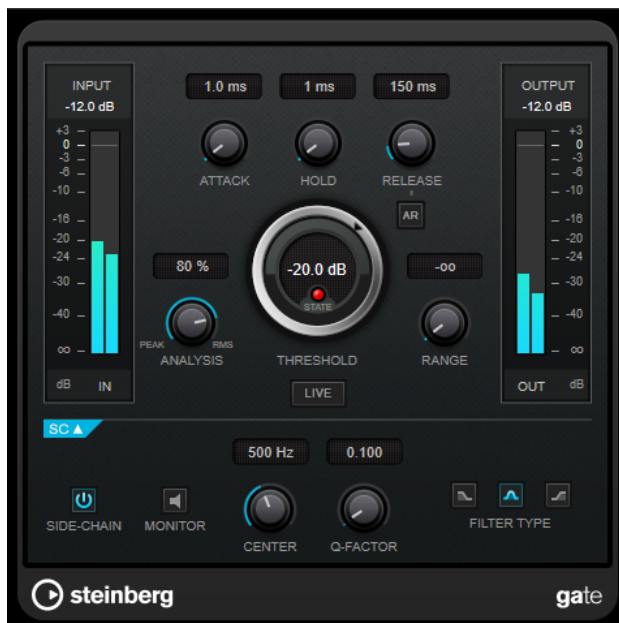 INPUT
-12.0 dB
+3
0
-3
-6
-10
-16
-20
-24
-30
-40
∞
dB IN
1.0 ms 1 ms 150 ms
ATTACK HOLD RELEASE
AR
80 %
PEAK RMS
ANALYSIS
-20.0 dB
STATE
THRESHOLD
LIVE
-∞
RANGE
OUTPUT
-12.0 dB
+3
0
-3
-6
-10
-16
-20
-24
-30
-40
∞
OUT dB
SC
500 Hz 0.100
SIDE-CHAIN MONITOR
CENTER Q-FACTOR
FILTER TYPE
steinberg
gate